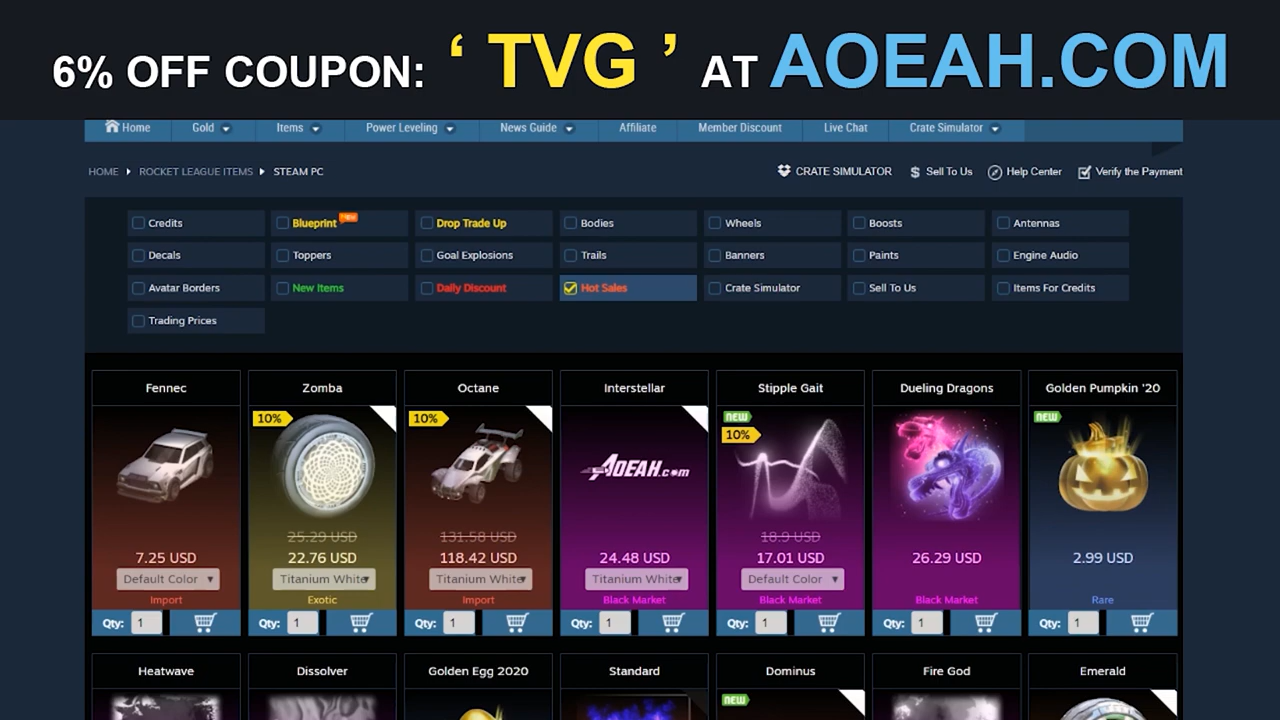 6% OFF COUPON: ‘ TVG ’ AT AOEAH.COM
Home Gold Items Power Leveling News Guide Affiliate Member Discount Live Chat Crate Simulator
HOME ROCKET LEAGUE ITEMS STEAM PC CRATE SIMULATOR Sell To Us Help Center Verify the Payment
Credits Blueprint NEW Drop Trade Up Bodies Wheels Boosts Antennas
Decals Toppers Goal Explosions Trails Banners Paints Engine Audio
Avatar Borders New Items Daily Discount Hot Sales Crate Simulator Sell To Us Items For Credits
Trading Prices
Fennec Zomba Octane Interstellar Stipple Gait Dueling Dragons Golden Pumpkin '20
10% 10% NEW NEW
10%
AOEAH.COM
25.29 USD 131.58 USD 18.9 USD
7.25 USD 22.76 USD 118.42 USD 24.48 USD 17.01 USD 26.29 USD 2.99 USD
Default Color Titanium White Titanium White Titanium White Default Color
Import Exotic Import Black Market Black Market Black Market Rare
Qty: 1 Qty: 1 Qty: 1 Qty: 1 Qty: 1 Qty: 1 Qty: 1
Heatwave Dissolver Golden Egg 2020 Standard Dominus Fire God Emerald
NEW